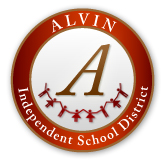 ALVIN
A
Independent School District